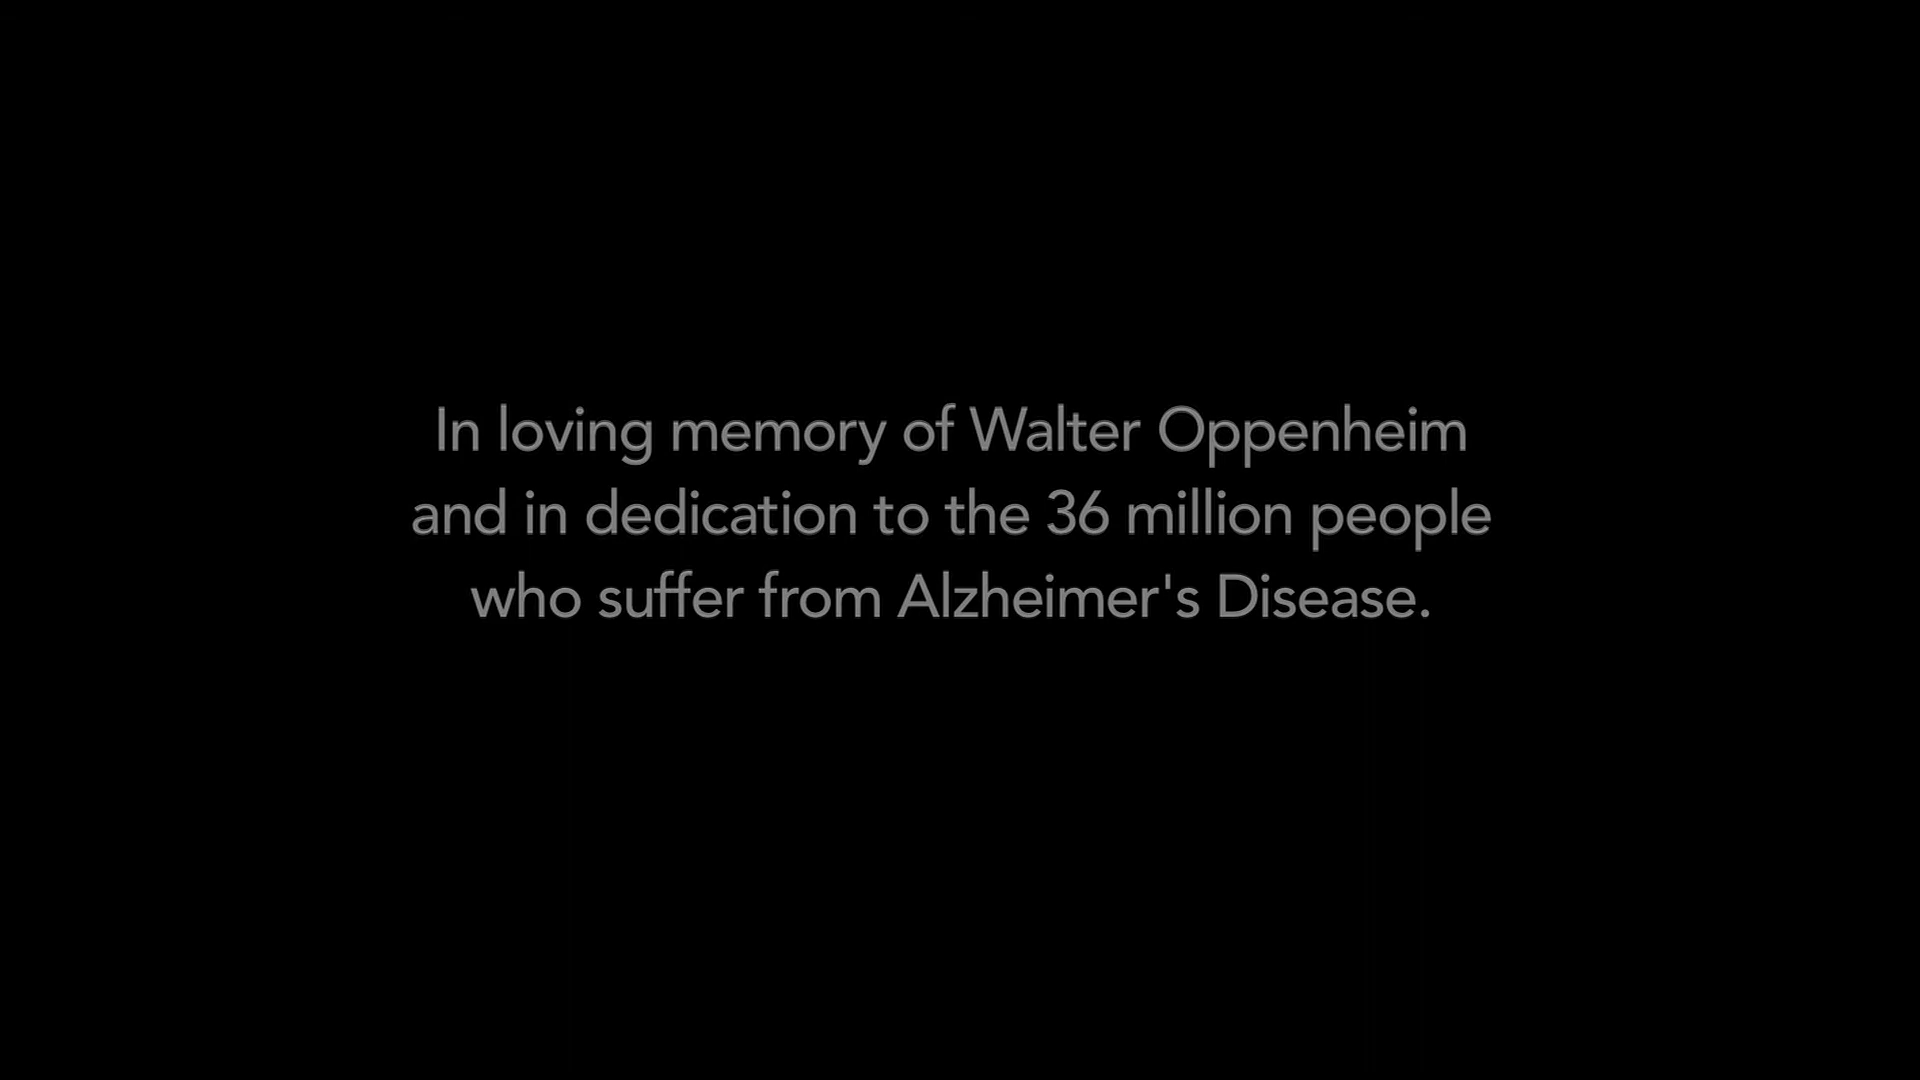 In loving memory of Walter Oppenheim
and in dedication to the 36 million people
who suffer from Alzheimer's Disease.